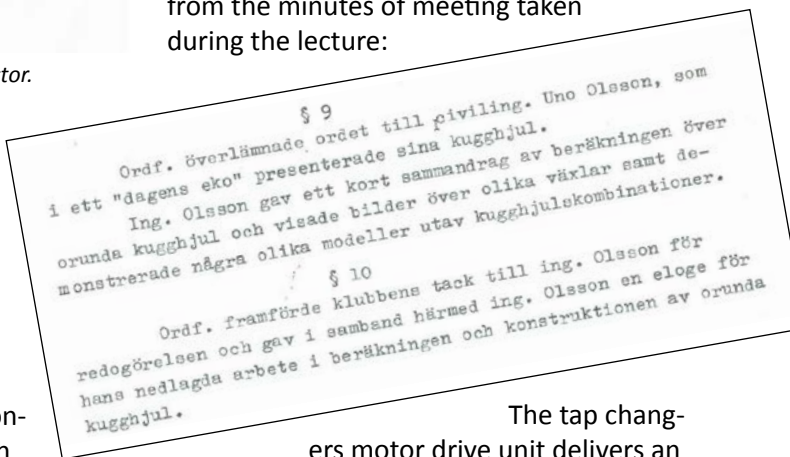 from the minutes of meeting taken
during the lecture:
tor.
§ 9
Ordf. överlämnade ordet till civiling. Uno Olsson, som
i ett "dagens eko" presenterade sina kugghjul.
Ing. Olsson gav ett kort sammandrag av beräkningen över
orunda kugghjul och visade bilder över olika växlar samt de-
monstrerade några olika modeller utav kugghjulskombinationer.
§ 10
Ordf. framförde klubbens tack till ing. Olsson för
redogörelsen och gav i samband härmed ing. Olsson en eloge för
hans nedlagda arbete i beräkningen och konstruktionen av orunda
kugghjul.
on-
The tap chang-
ers motor drive unit delivers an